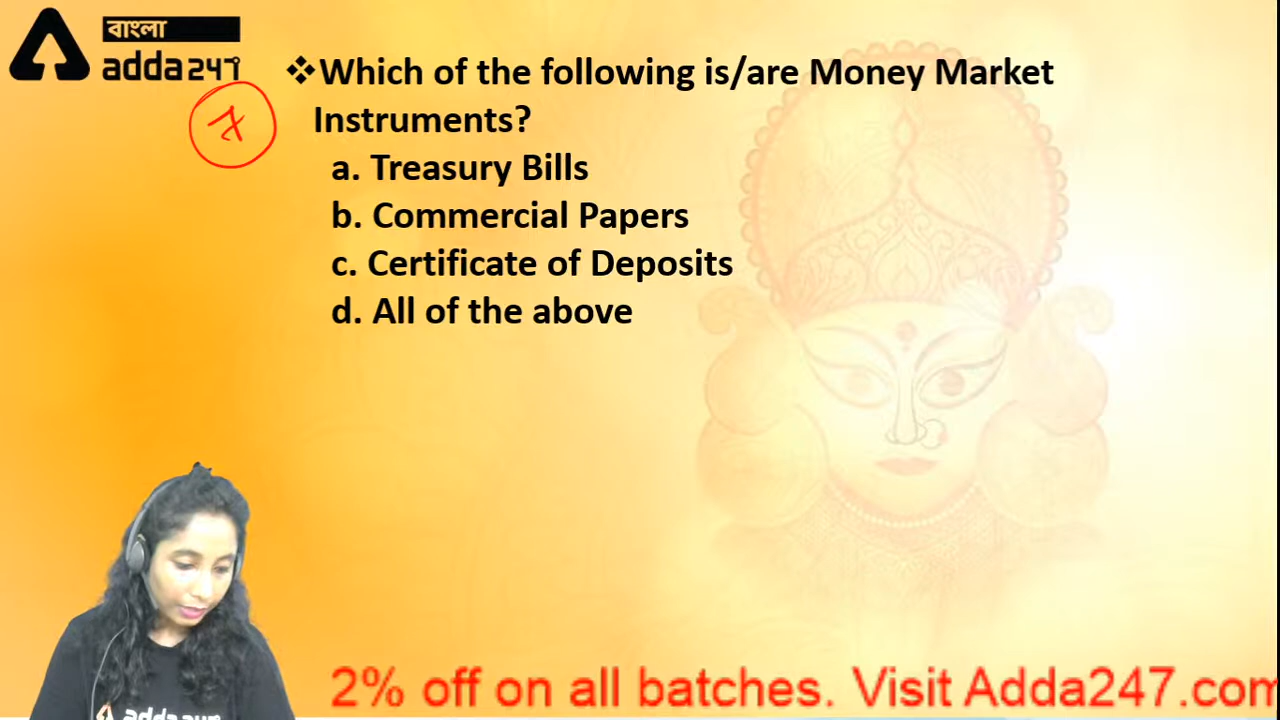 বাংলা
adda247
❖Which of the following is/are Money Market
Instruments?
a. Treasury Bills
b. Commercial Papers
c. Certificate of Deposits
d. All of the above
2% off on all batches. Visit Adda247.com